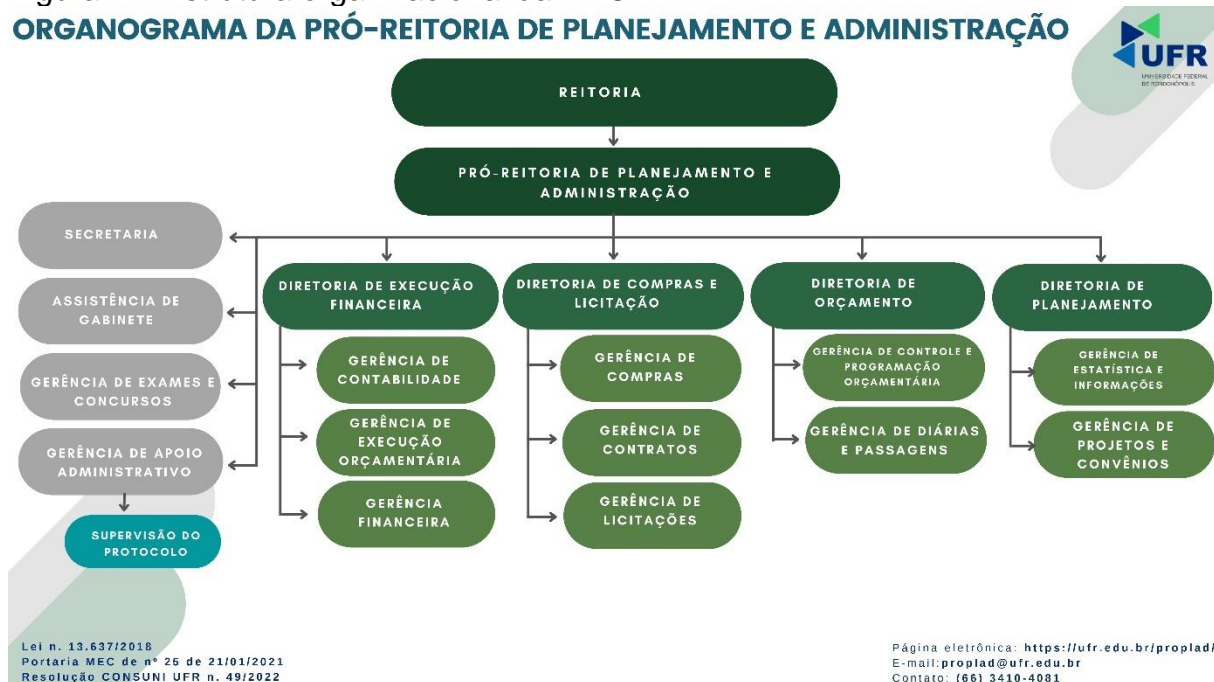 ORGANOGRAMA DA PRÓ-REITORIA DE PLANEJAMENTO E ADMINISTRAÇÃO
UFR
UNIVERSIDADE FEDERAL
DE RONDONÓPOLIS
REITORIA
PRÓ-REITORIA DE PLANEJAMENTO E
ADMINISTRAÇÃO
SECRETARIA
ASSISTÊNCIA DE
GABINETE
GERÊNCIA DE EXAMES E
CONCURSOS
GERÊNCIA DE APOIO
ADMINISTRATIVO
SUPERVISÃO DO
PROTOCOLO
DIRETORIA DE EXECUÇÃO
FINANCEIRA
GERÊNCIA DE
CONTABILIDADE
GERÊNCIA DE
EXECUÇÃO
ORÇAMENTÁRIA
GERÊNCIA
FINANCEIRA
DIRETORIA DE COMPRAS E
LICITAÇÃO
GERÊNCIA DE
COMPRAS
GERÊNCIA DE
CONTRATOS
GERÊNCIA DE
LICITAÇÕES
DIRETORIA DE
ORÇAMENTO
GERÊNCIA DE CONTROLE E
PROGRAMAÇÃO
ORÇAMENTÁRIA
GERÊNCIA DE DIÁRIAS
E PASSAGENS
DIRETORIA DE
PLANEJAMENTO
GERÊNCIA DE
ESTATÍSTICA E
INFORMAÇÕES
GERÊNCIA DE
PROJETOS E
CONVÊNIOS
Lei n. 13.637/2018
Portaria MEC de nº 25 de 21/01/2021
Resolução CONSUNI UFR n. 49/2022
Página eletrônica: https://ufr.edu.br/proplad/
E-mail:proplad@ufr.edu.br
Contato: (66) 3410-4081